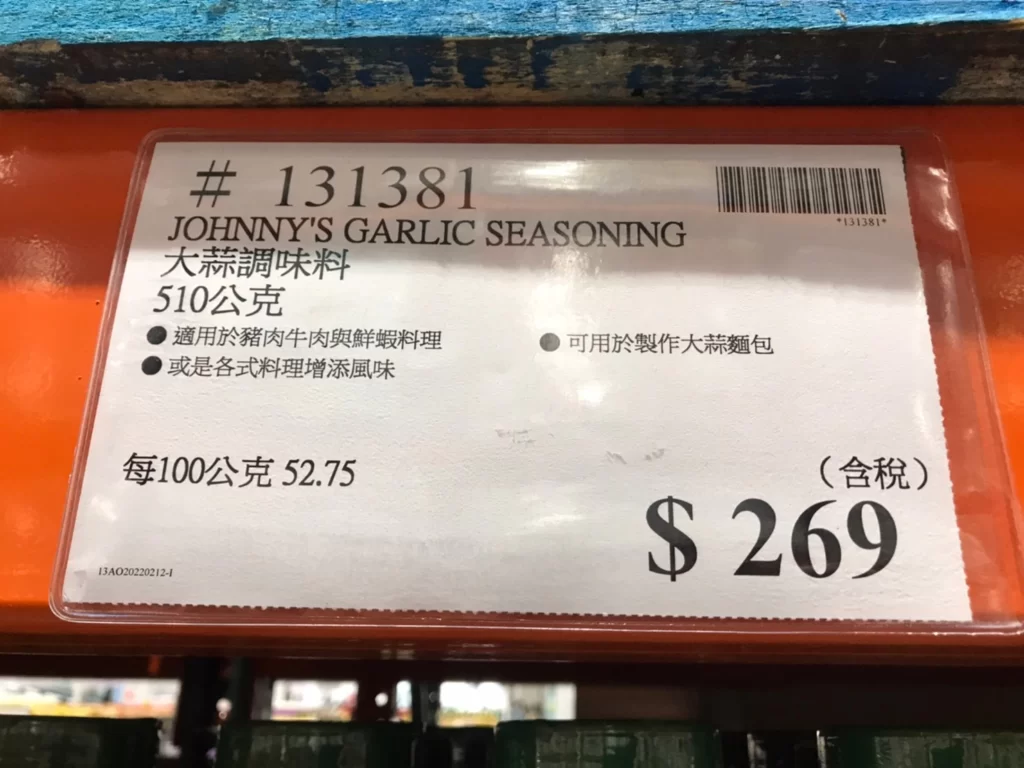 # 131381
*131381*
JOHNNY'S GARLIC SEASONING
大蒜調味料
510公克
●適用於豬肉牛肉與鮮蝦料理
●可用於製作大蒜麵包
●或是各式料理增添風味
每100公克 52.75
(含稅)
$ 269
13AO20220212-1